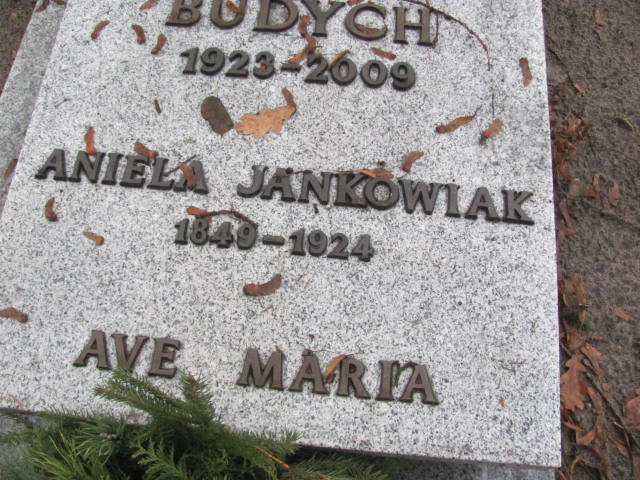 BUDYCH
1923-2009
ANIELA JANKOWIAK
1849-1924
AVE MARIA